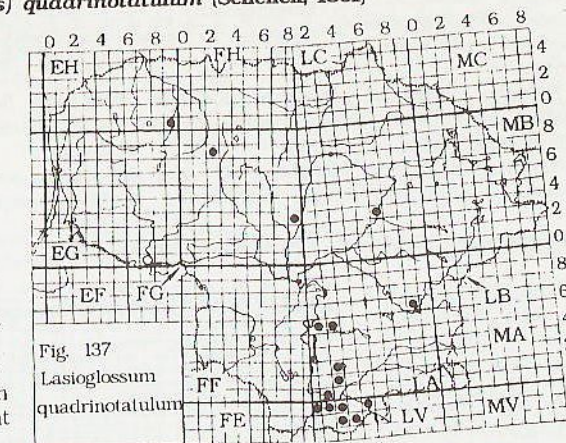 quadrinotatulum (Schenck, 1861)
0 2 4 6 8 0 2 4 6 8 2 4 6 8 0 2 4 6 8
EH FH LC MC
4
2
0
MB 8
6
4
2
EG 0
EF FG LB 8
6
MA
Fig. 137
Lasioglossum
quadrinotatulum
FF LA
FE LV MV